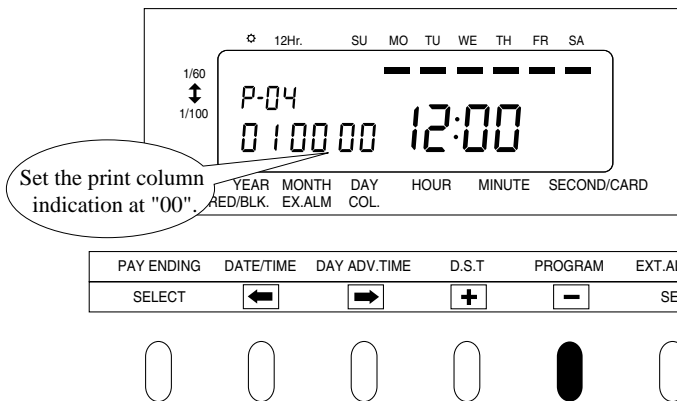 12Hr. SU MO TU WE TH FR SA
1/60
1/100
P-04
0 1 00 00 12:00
Set the print column
indication at "00".
YEAR MONTH DAY HOUR MINUTE SECOND/CARD
RED/BLK. EX.ALM COL.
PAY ENDING DATE/TIME DAY ADV.TIME D.S.T PROGRAM
SELECT + −